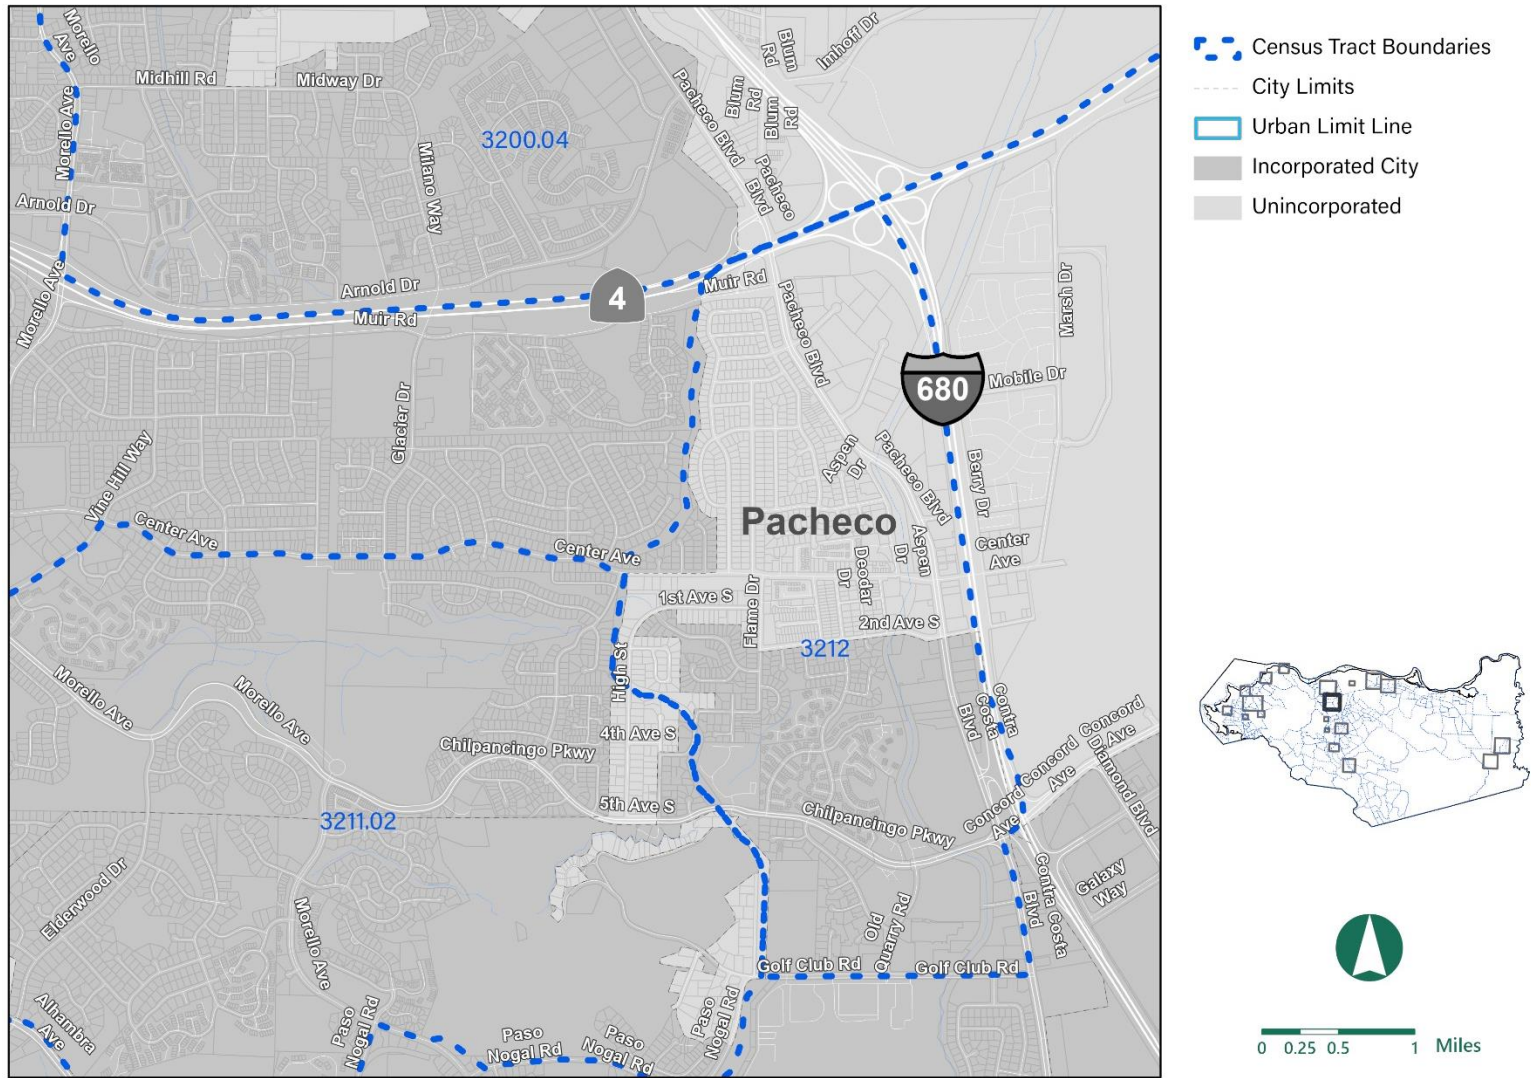 Morello
Ave
Midhill Rd
Midway Dr
Pacheco Blvd
Blum
Rd
Blum
Rd
Blum
Rd
Imhoff Dr
Morello Ave
3200.04
Milano Way
Pacheco
Blvd
Arnold Dr
Morello Ave
Arnold Dr
Muir Rd
4
Muir Rd
Pacheco Blvd
Marsh Dr
680
Mobile Dr
Glacier Dr
Vine Hill Way
Aspen
Dr
Pacheco Blvd
Berry Dr
Center Ave
Center Ave
Pacheco
Aspen
Dr
Center
Ave
Deodar
Dr
1st Ave S
Flame Dr
2nd Ave S
3212
High St
Morello Ave
Morello Ave
4th Ave S
Chilpancingo Pkwy
5th Ave S
Contra
Costa
Blvd
Concord
Ave
Concord
Ave
Concord
Ave
Diamond Blvd
Chilpancingo Pkwy
3211.02
Galaxy
Way
Contra Costa
Blvd
Elderwood Dr
Morello Ave
Old
Quarry Rd
Golf Club Rd
Golf Club Rd
Alhambra
Ave
Paso
Nogal Rd
Paso
Nogal Rd
Paso
Nogal Rd
Paso
Nogal Rd
Census Tract Boundaries
City Limits
Urban Limit Line
Incorporated City
Unincorporated
0 0.25 0.5 1 Miles